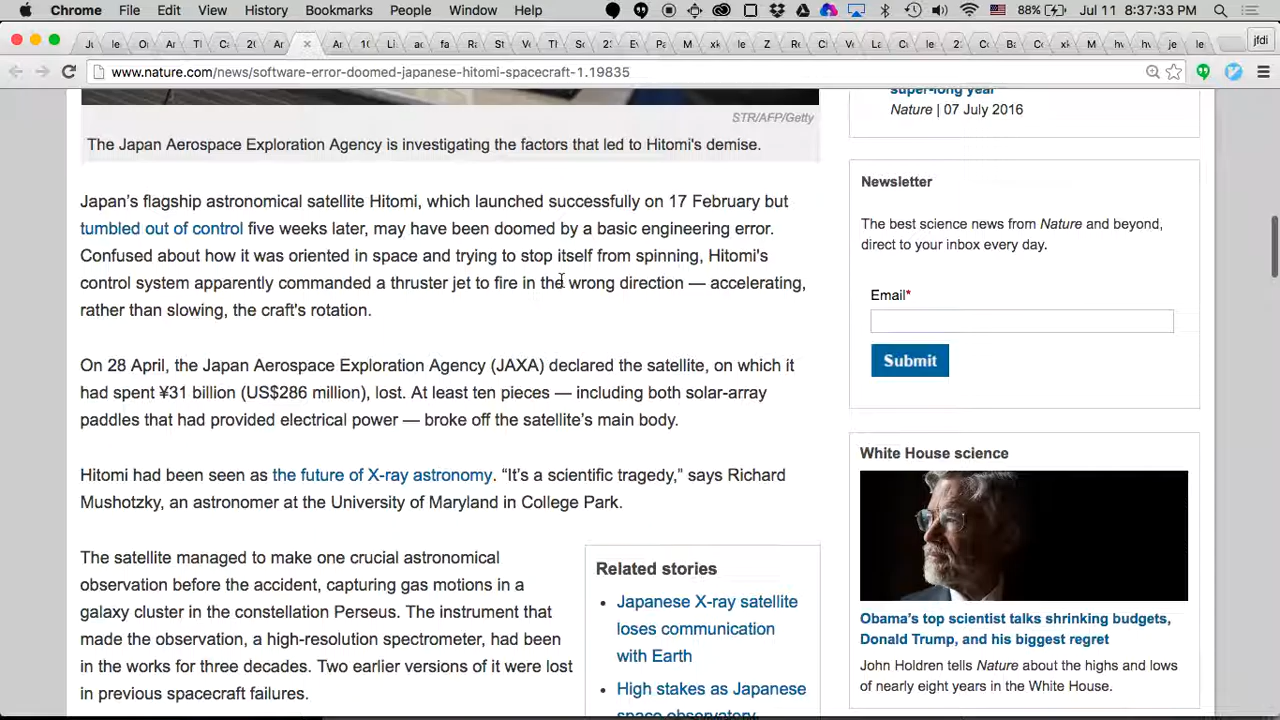 Chrome File Edit View History Bookmarks People Window Help 88% Jul 11 8:37:33 PM
jfdi
www.nature.com/news/software-error-doomed-japanese-hitomi-spacecraft-1.19835
super-long year
Nature | 07 July 2016
STR/AFP/Getty
The Japan Aerospace Exploration Agency is investigating the factors that led to Hitomi's demise.
Japan's flagship astronomical satellite Hitomi, which launched successfully on 17 February but
tumbled out of control five weeks later, may have been doomed by a basic engineering error.
Confused about how it was oriented in space and trying to stop itself from spinning, Hitomi's
control system apparently commanded a thruster jet to fire in the wrong direction — accelerating,
rather than slowing, the craft's rotation.
On 28 April, the Japan Aerospace Exploration Agency (JAXA) declared the satellite, on which it
had spent ¥31 billion (US$286 million), lost. At least ten pieces — including both solar-array
paddles that had provided electrical power — broke off the satellite's main body.
Hitomi had been seen as the future of X-ray astronomy. “It's a scientific tragedy,” says Richard
Mushotzky, an astronomer at the University of Maryland in College Park.
The satellite managed to make one crucial astronomical
observation before the accident, capturing gas motions in a
galaxy cluster in the constellation Perseus. The instrument that
made the observation, a high-resolution spectrometer, had been
in the works for three decades. Two earlier versions of it were lost
in previous spacecraft failures.
Related stories
• Japanese X-ray satellite
loses communication
with Earth
• High stakes as Japanese
space observatory
Newsletter
The best science news from Nature and beyond,
direct to your inbox every day.
Email*
Submit
White House science
Obama's top scientist talks shrinking budgets,
Donald Trump, and his biggest regret
John Holdren tells Nature about the highs and lows
of nearly eight years in the White House.